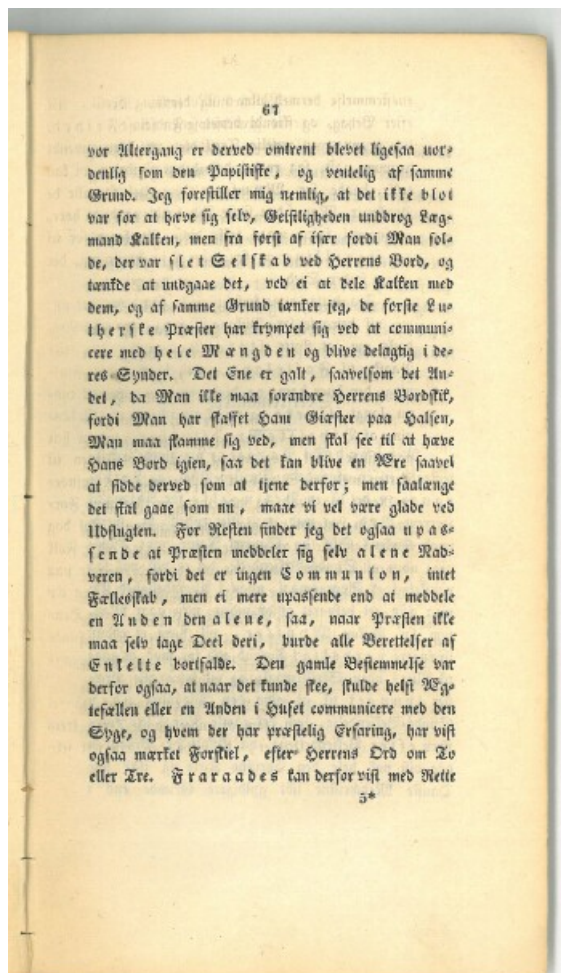 67
vor Altergang er derved omtrent blevet ligesaa uor-
denlig som den Papistiske, og ventelig af samme
Grund. Jeg forestiller mig nemlig, at det ikke blot
var for at hæve sig selv, Geistligheden unddrog Læg-
mand Kalken, men fra først af især fordi Man føl-
de, der var slet Selskab ved Herrens Bord, og
tænkde at undgaae det, ved ei at dele Kalken med
dem, og af samme Grund tænker jeg, de første Lu-
therske Præster har krympet sig ved at communi-
cere med hele Mængden og blive delagtig i de-
res Synder. Det Ene er galt, saavelsom det An-
det, da Man ikke maa forandre Herrens Bordskik,
fordi Man har skaffet Ham Giæster paa Halsen,
Man maa skamme sig ved, men skal see til at hæve
Hans Bord igien, saa det kan blive en Ære saavel
at sidde derved som at tjene derfor; men saalænge
det skal gaae som nu, maae vi vel være glade ved
Udflugten. For Resten finder jeg det ogsaa upas-
sende at Præsten meddeler sig selv alene Nad-
veren, fordi det er ingen Communion, intet
Fællesskab, men ei mere upassende end at meddele
en Anden den alene, saa, naar Præsten ikke
maa selv tage Deel deri, burde alle Berettelser af
Enkelte bortfalde. Den gamle Bestemmelse var
derfor ogsaa, at naar det kunde skee, skulde helst Æg-
tefællen eller en Anden i Huset communicere med den
Syge, og hvem der har præstelig Erfaring, har vist
ogsaa mærket Forskiel, efter Herrens Ord om To
eller Tre. Fraraades kan derfor vist med Rette
5*